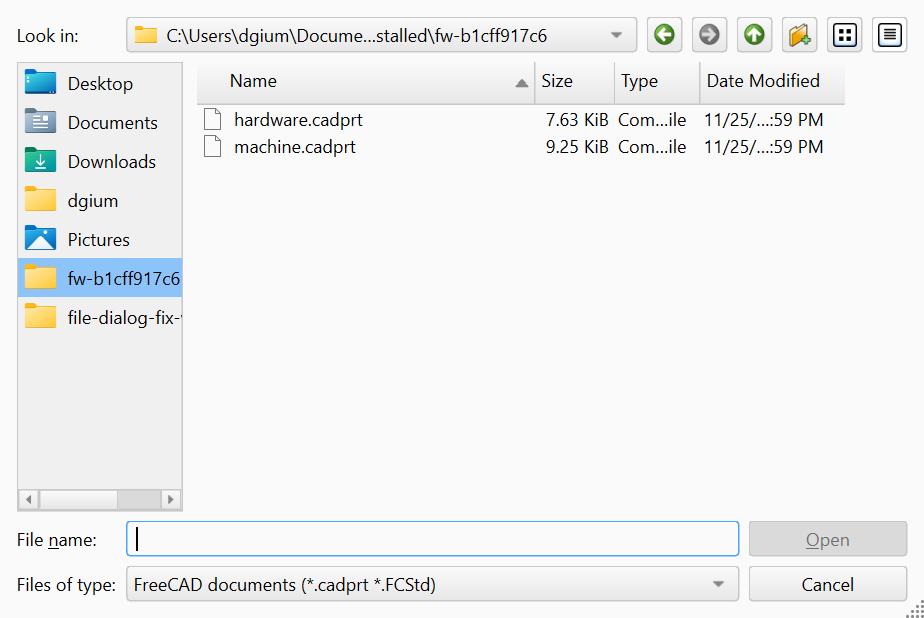 Look in: C:\Users\dgium\Docume...stalled\fw-b1cff917c6
Desktop
Documents
Downloads
dgium
Pictures
fw-b1cff917c6
file-dialog-fix-
Name Size Type Date Modified
hardware.cadprt 7.63 KiB Com...ile 11/25/...:59 PM
machine.cadprt 9.25 KiB Com...ile 11/25/...:59 PM
File name: Open
Files of type: FreeCAD documents (*.cadprt *.FCStd) Cancel